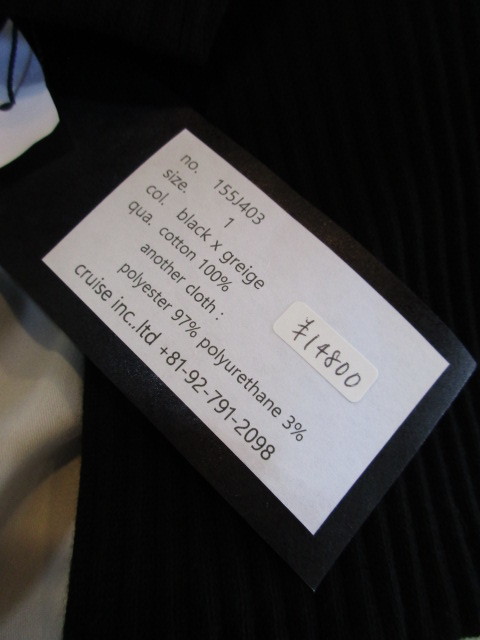 no. 155J403
size. 1
col. black x greige
qua. cotton 100%
another cloth :
polyester 97% polyurethane 3%
cruise inc.,ltd +81-92-791-2098
¥14800